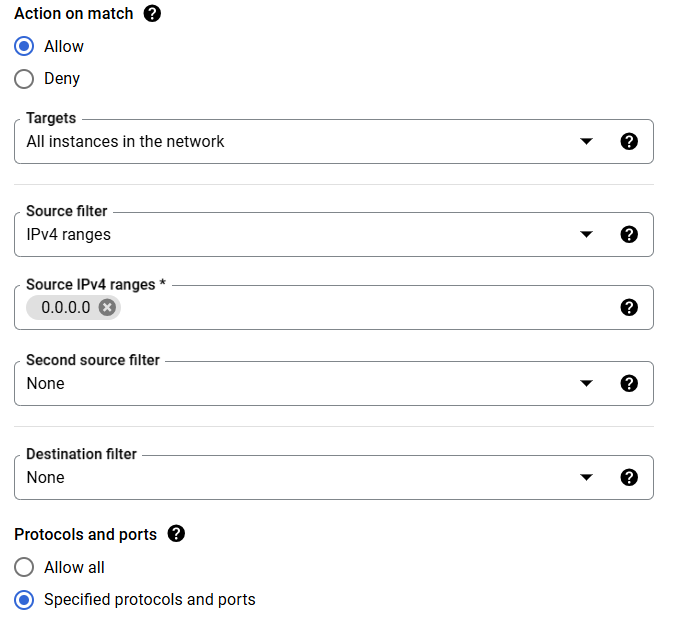 Action on match
Allow
Deny
Targets
All instances in the network
Source filter
IPv4 ranges
Source IPv4 ranges *
0.0.0.0
Second source filter
None
Destination filter
None
Protocols and ports
Allow all
Specified protocols and ports